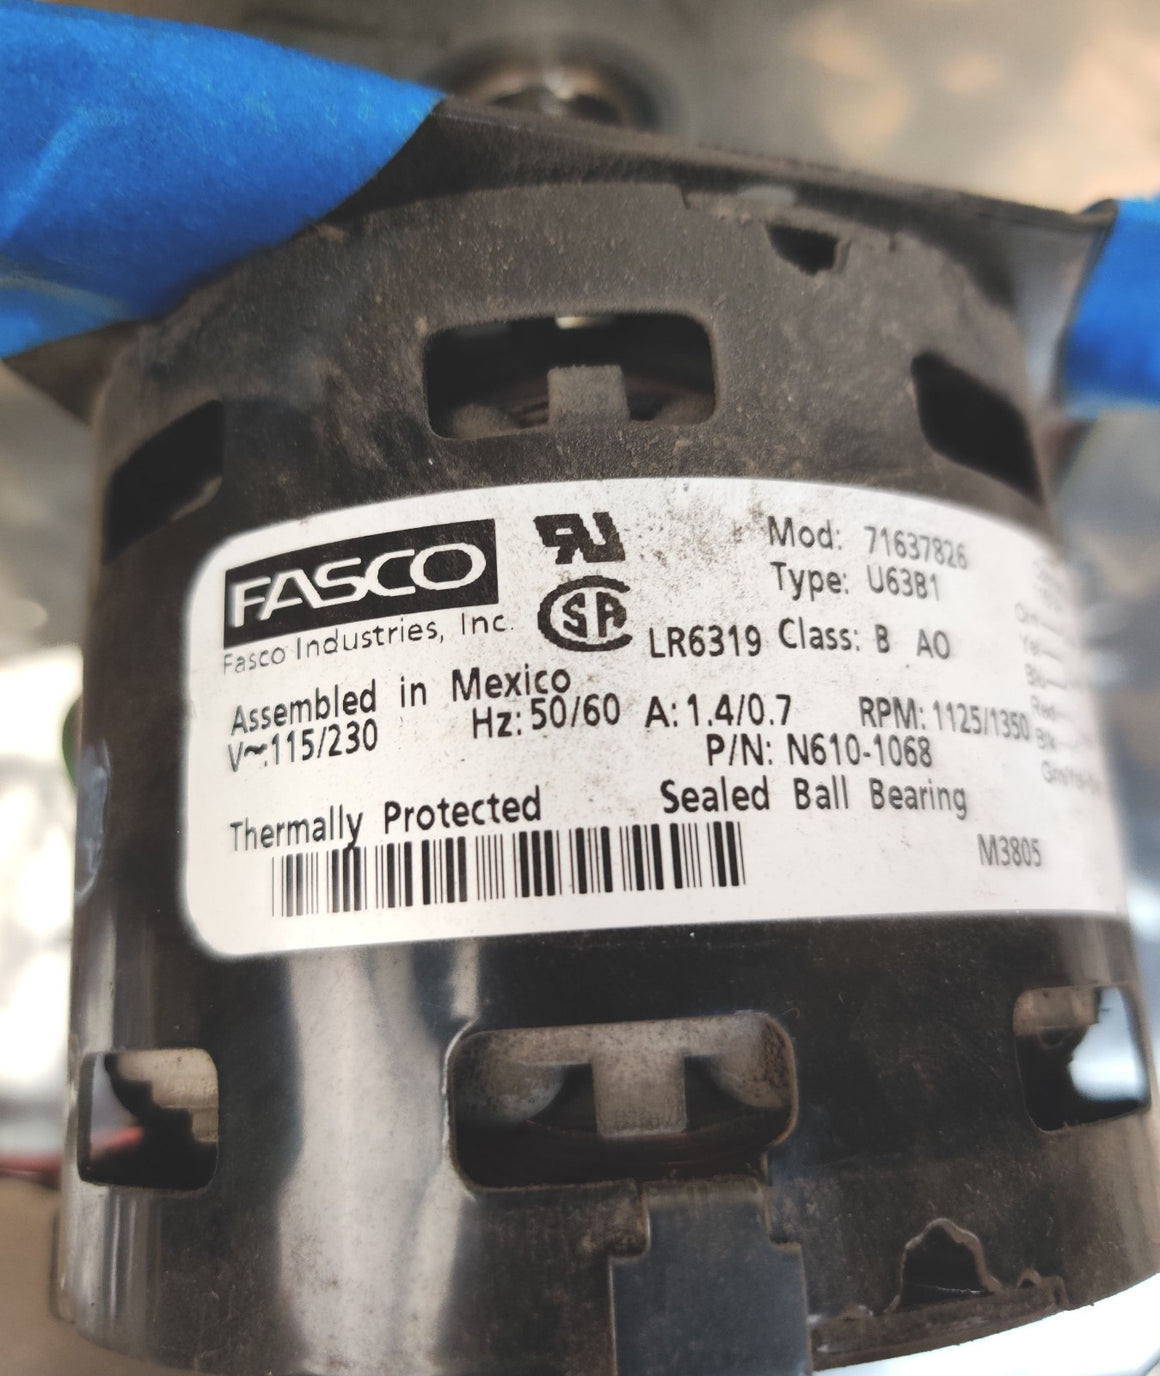 FASCO
Fasco Industries, Inc.
Mod: 71637826
Type: U63B1
LR6319 Class: B AO
Assembled in Mexico
V~:115/230 Hz: 50/60 A: 1.4/0.7 RPM: 1125/1350
P/N: N610-1068
Thermally Protected Sealed Ball Bearing
M3805